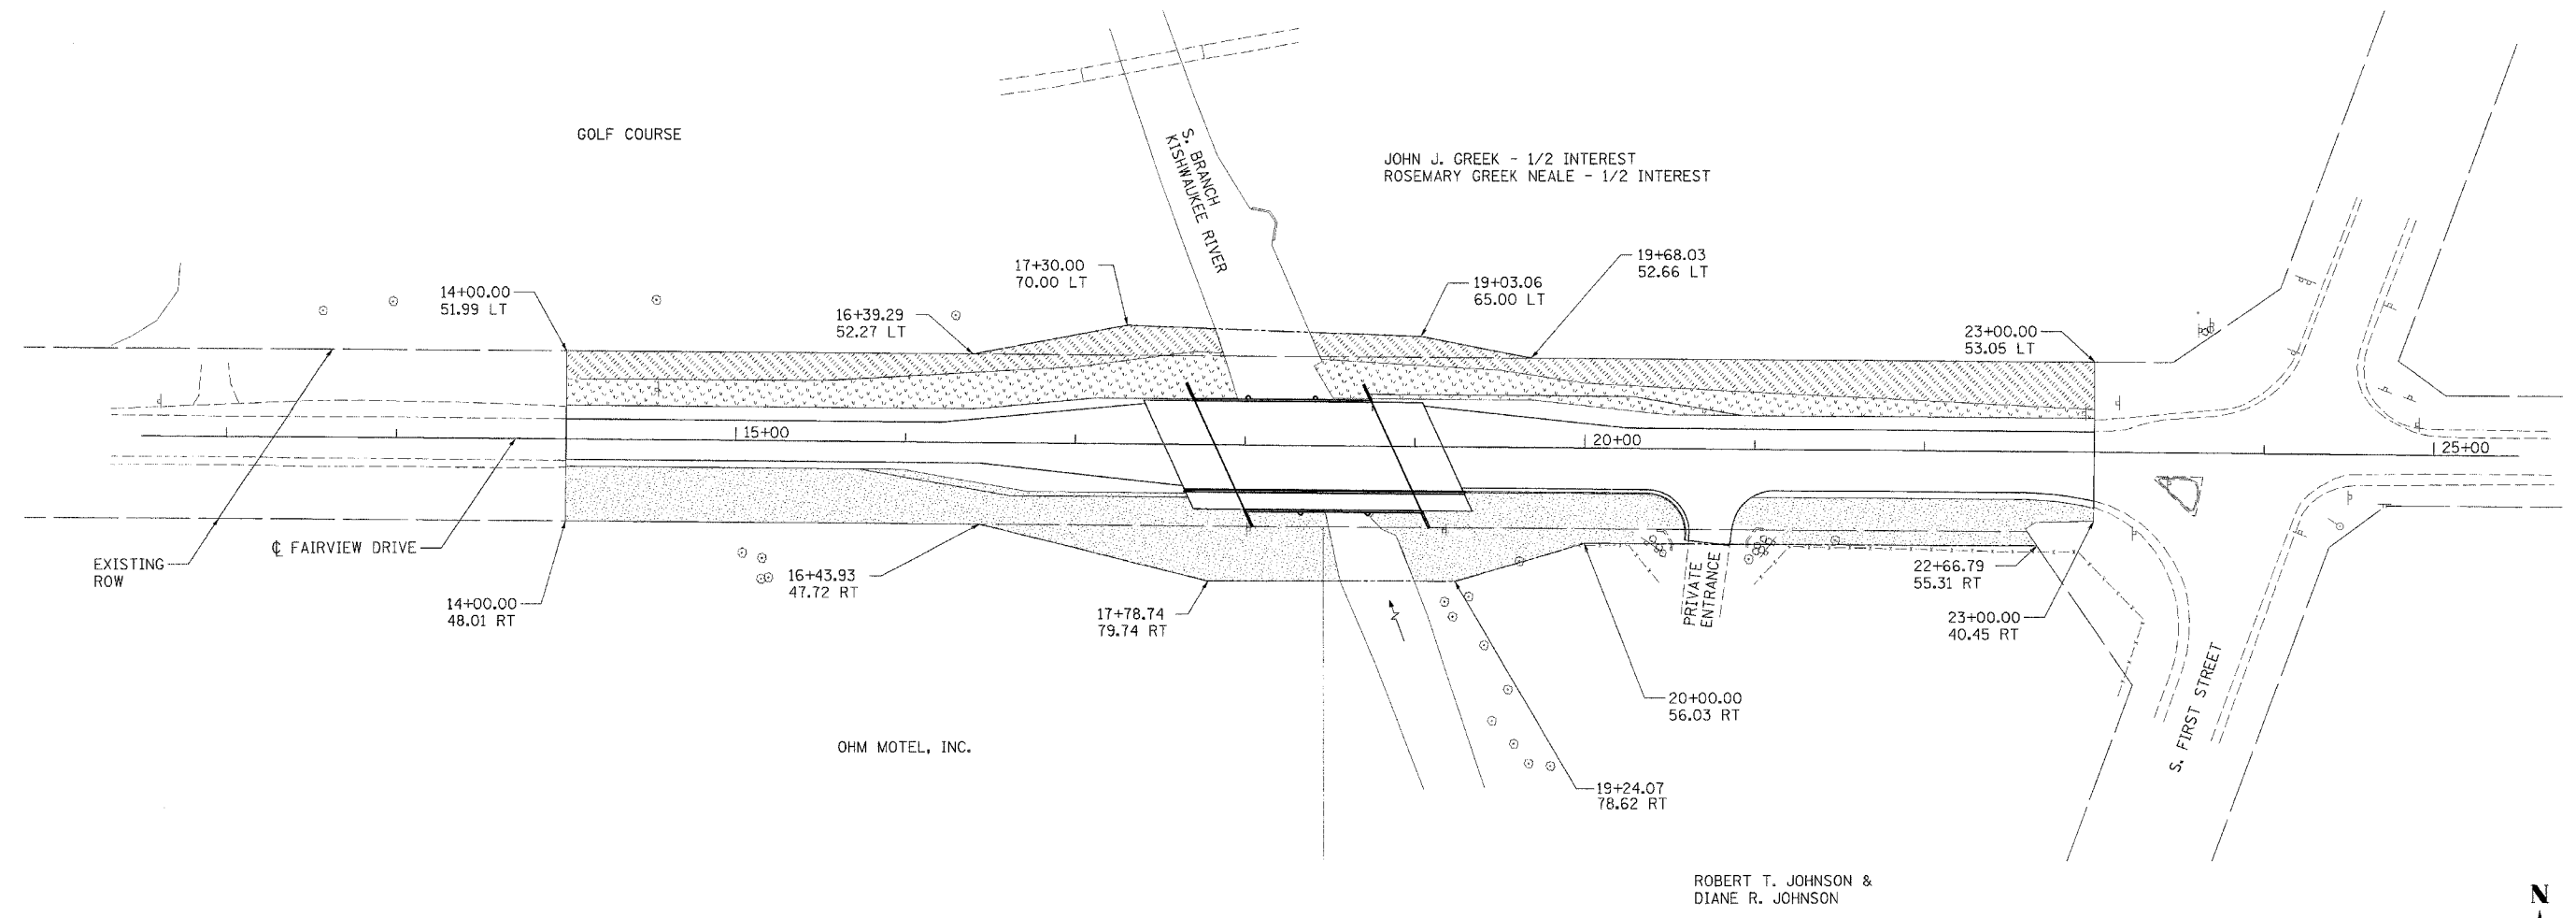 GOLF COURSE
S. BRANCH
KISHWAUKEE RIVER
JOHN J. GREEK - 1/2 INTEREST
ROSEMARY GREEK NEALE - 1/2 INTEREST
14+00.00
51.99 LT
16+39.29
52.27 LT
17+30.00
70.00 LT
19+03.06
65.00 LT
19+68.03
52.66 LT
23+00.00
53.05 LT
15+00
20+00
25+00
EXISTING
ROW
℄ FAIRVIEW DRIVE
14+00.00
48.01 RT
16+43.93
47.72 RT
17+78.74
79.74 RT
N
PRIVATE
ENTRANCE
22+66.79
55.31 RT
23+00.00
40.45 RT
20+00.00
56.03 RT
19+24.07
78.62 RT
S. FIRST STREET
OHM MOTEL, INC.
ROBERT T. JOHNSON &
DIANE R. JOHNSON
N